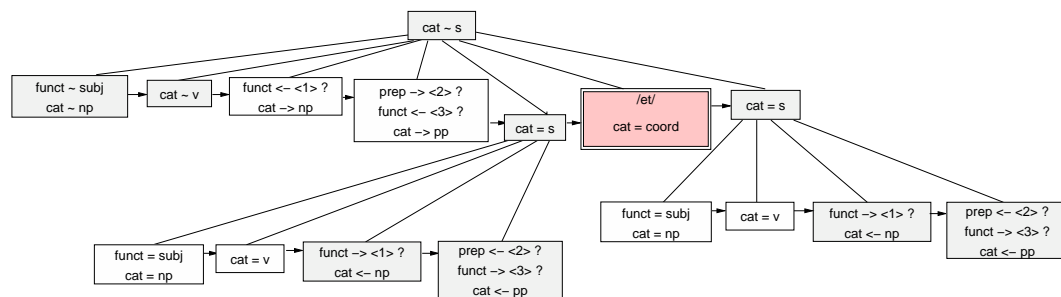 cat ~ s
funct ~ subj
cat ~ np
cat ~ v
funct <− <1> ?
cat −> np
prep −> <2> ?
funct <− <3> ?
cat −> pp
cat = s
/et/
cat = coord
cat = s
funct = subj
cat = np
cat = v
funct −> <1> ?
cat <− np
prep <− <2> ?
funct −> <3> ?
cat <− pp
funct = subj
cat = np
cat = v
funct −> <1> ?
cat <− np
prep <− <2> ?
funct −> <3> ?
cat <− pp